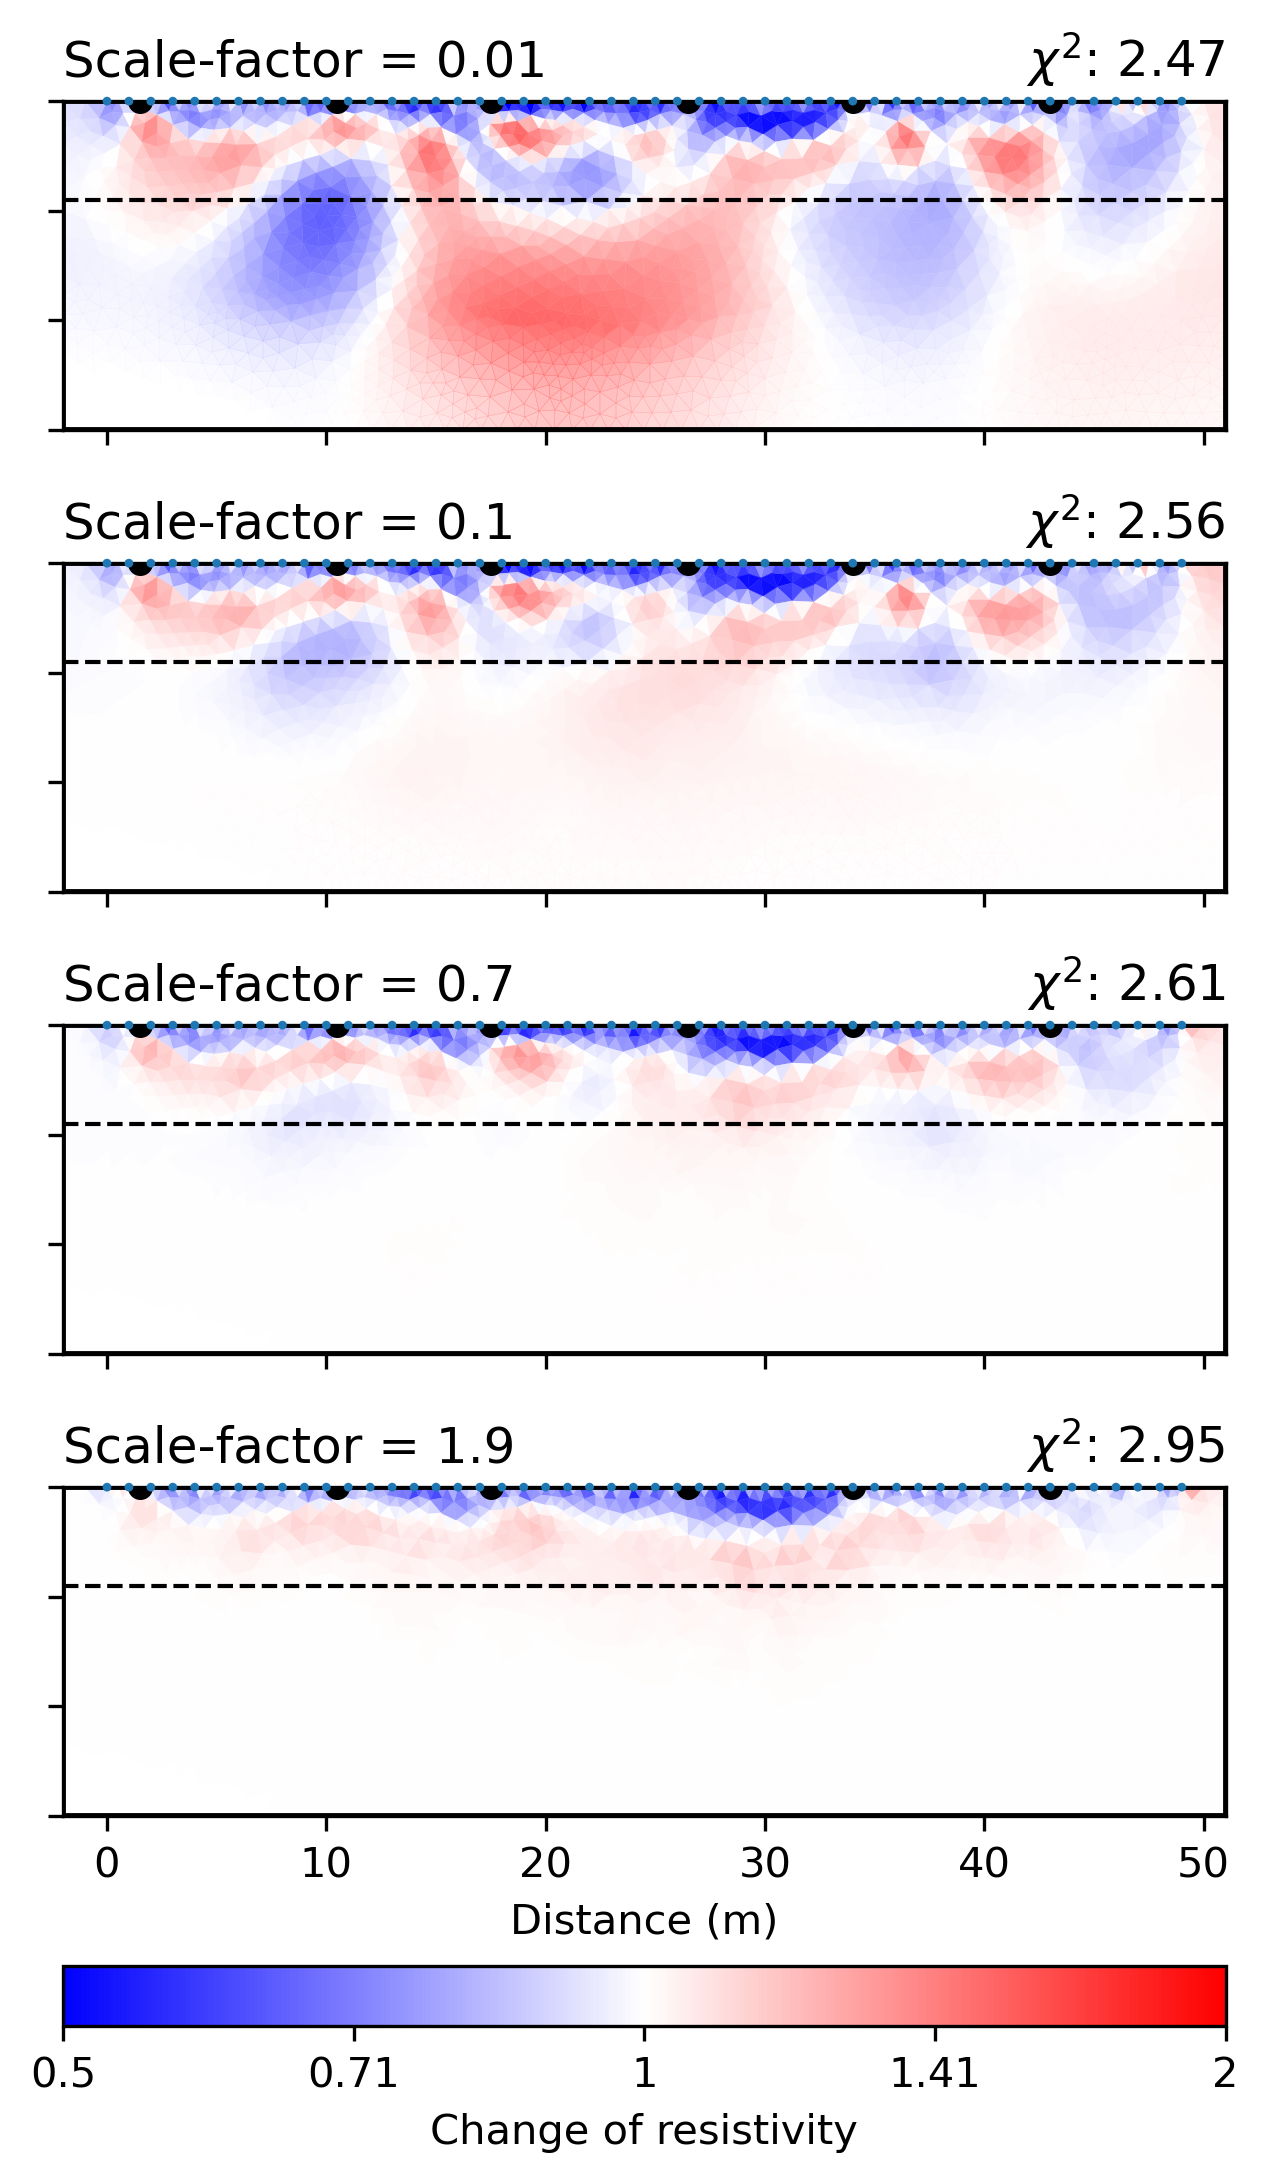 Scale-factor = 0.01 χ²: 2.47
Scale-factor = 0.1 χ²: 2.56
Scale-factor = 0.7 χ²: 2.61
Scale-factor = 1.9 χ²: 2.95
0 10 20 30 40 50
Distance (m)
0.5 0.71 1 1.41 2
Change of resistivity